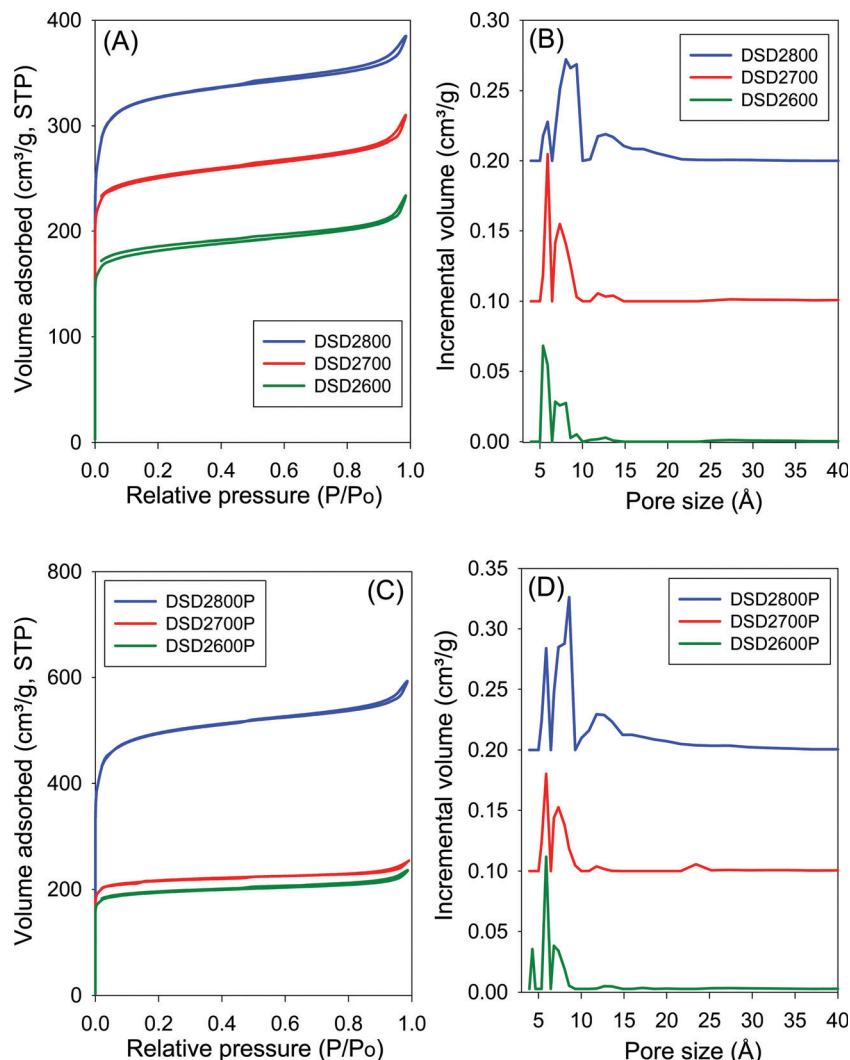 (A)
Volume adsorbed (cm³/g, STP)
400
300
200
100
0
DSD2800
DSD2700
DSD2600
0.0 0.2 0.4 0.6 0.8 1.0
Relative pressure (P/Po)
(B)
Incremental volume (cm³/g)
0.30
0.25
0.20
0.15
0.10
0.05
0.00
DSD2800
DSD2700
DSD2600
5 10 15 20 25 30 35 40
Pore size (Å)
(C)
Volume adsorbed (cm³/g, STP)
800
600
400
200
0
DSD2800P
DSD2700P
DSD2600P
0.0 0.2 0.4 0.6 0.8 1.0
Relative pressure (P/Po)
(D)
Incremental volume (cm³/g)
0.35
0.30
0.25
0.20
0.15
0.10
0.05
0.00
DSD2800P
DSD2700P
DSD2600P
5 10 15 20 25 30 35 40
Pore size (Å)